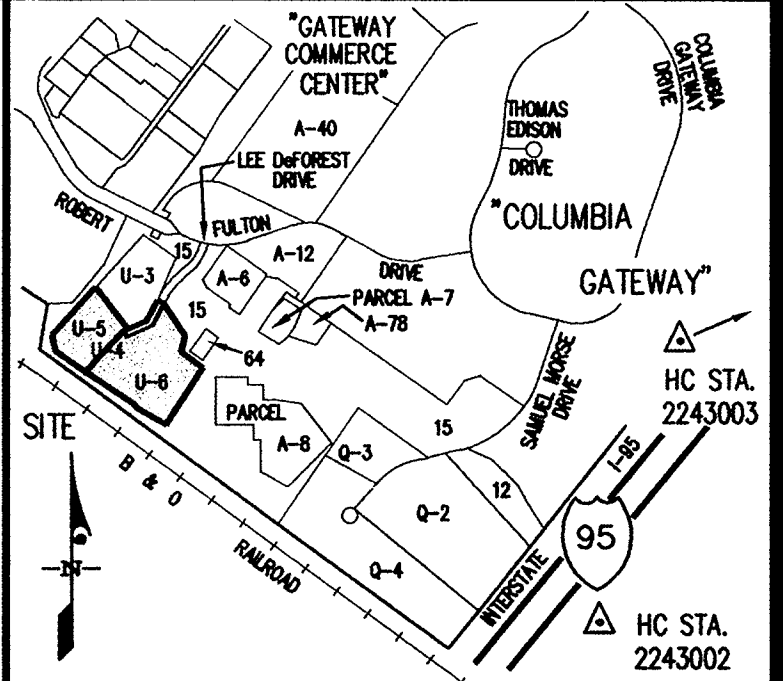 "GATEWAY
COMMERCE
CENTER"
COLUMBIA
GATEWAY
DRIVE
THOMAS
EDISON
DRIVE
A-40
LEE DeFOREST
DRIVE
ROBERT
FULTON
DRIVE
"COLUMBIA
GATEWAY"
15
U-3
A-6
A-12
PARCEL A-7
A-78
15
U-5
U-4
U-6
64
SITE
PARCEL
A-8
Q-3
15
SAMUEL MORSE
DRIVE
HC STA.
2243003
12
Q-2
Q-4
B & O
RAILROAD
INTERSTATE
I-95
95
N
HC STA.
2243002